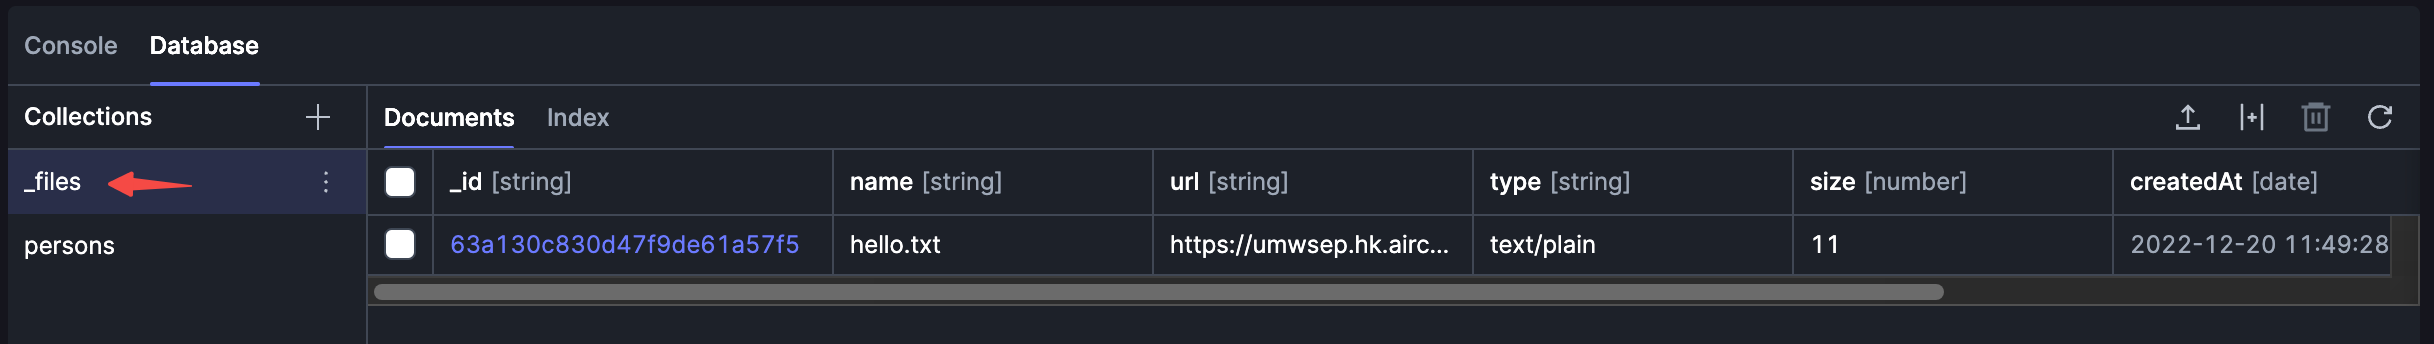 Console Database
Collections
Documents Index
_files
_id [string] name [string] url [string] type [string] size [number] createdAt [date]
persons
63a130c830d47f9de61a57f5 hello.txt https://umwsep.hk.airc... text/plain 11 2022-12-20 11:49:28